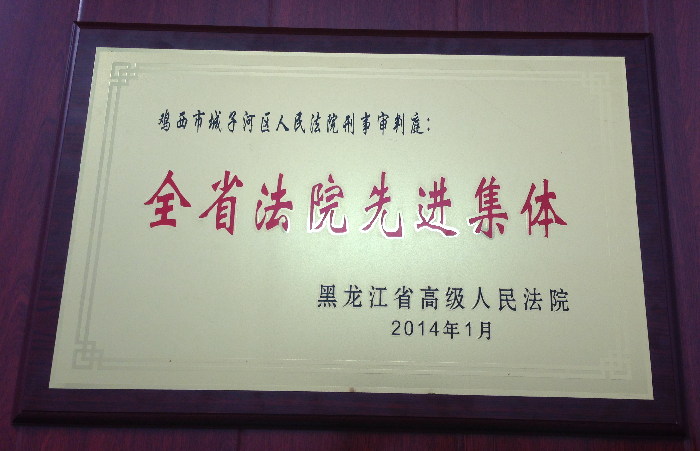 鸡西市城子河区人民法院刑事审判庭：
全省法院先进集体
黑龙江省高级人民法院
2014年1月